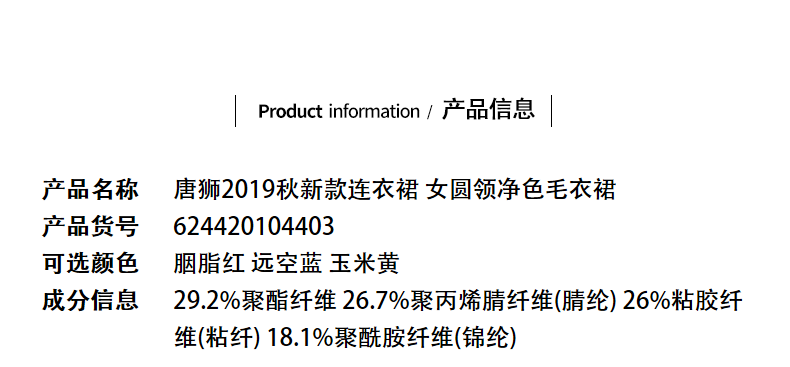 Product information / 产品信息
产品名称 唐狮2019秋新款连衣裙 女圆领净色毛衣裙
产品货号 624420104403
可选颜色 胭脂红 远空蓝 玉米黄
成分信息 29.2%聚酯纤维 26.7%聚丙烯腈纤维(腈纶) 26%粘胶纤
维(粘纤) 18.1%聚酰胺纤维(锦纶)